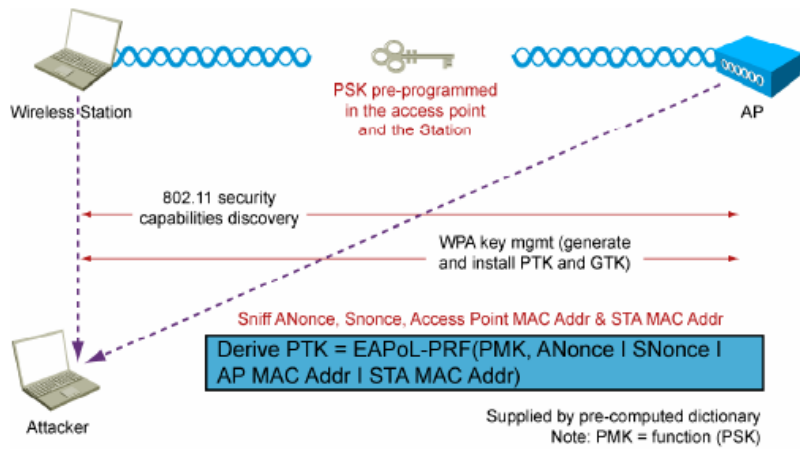 PSK pre-programmed
in the access point
and the Station
Wireless Station
AP
802.11 security
capabilities discovery
WPA key mgmt (generate
and install PTK and GTK)
Sniff ANonce, Snonce, Access Point MAC Addr & STA MAC Addr
Derive PTK = EAPoL-PRF(PMK, ANonce I SNonce I
AP MAC Addr I STA MAC Addr)
Attacker
Supplied by pre-computed dictionary
Note: PMK = function (PSK)